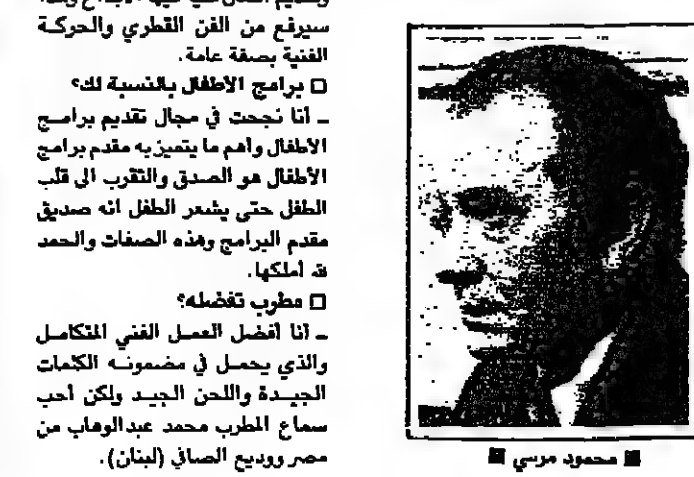 سيرفع من الفن القطري والحركة
الفنية بصفة عامة.
□ برامج الأطفال بالنسبة لك؟
ــ أنا نجحت في مجال تقديم برامج
الأطفال وأهم ما يتميز به مقدم برامج
الأطفال هو الصدق والتقرب الى قلب
الطفل حتى يشعر الطفل انه صديق
مقدم البرامج وهذه الصفات والحمد
لله أملكها.
□ مطرب تفضله؟
ــ أنا أفضل العمل الفني المتكامل
والذي يحمل في مضمونه الكلمات
الجيدة واللحن الجيد ولكن أحب
سماع المطرب محمد عبدالوهاب من
مصر ووديع الصافي (لبنان).
■ محمود مرسي ■